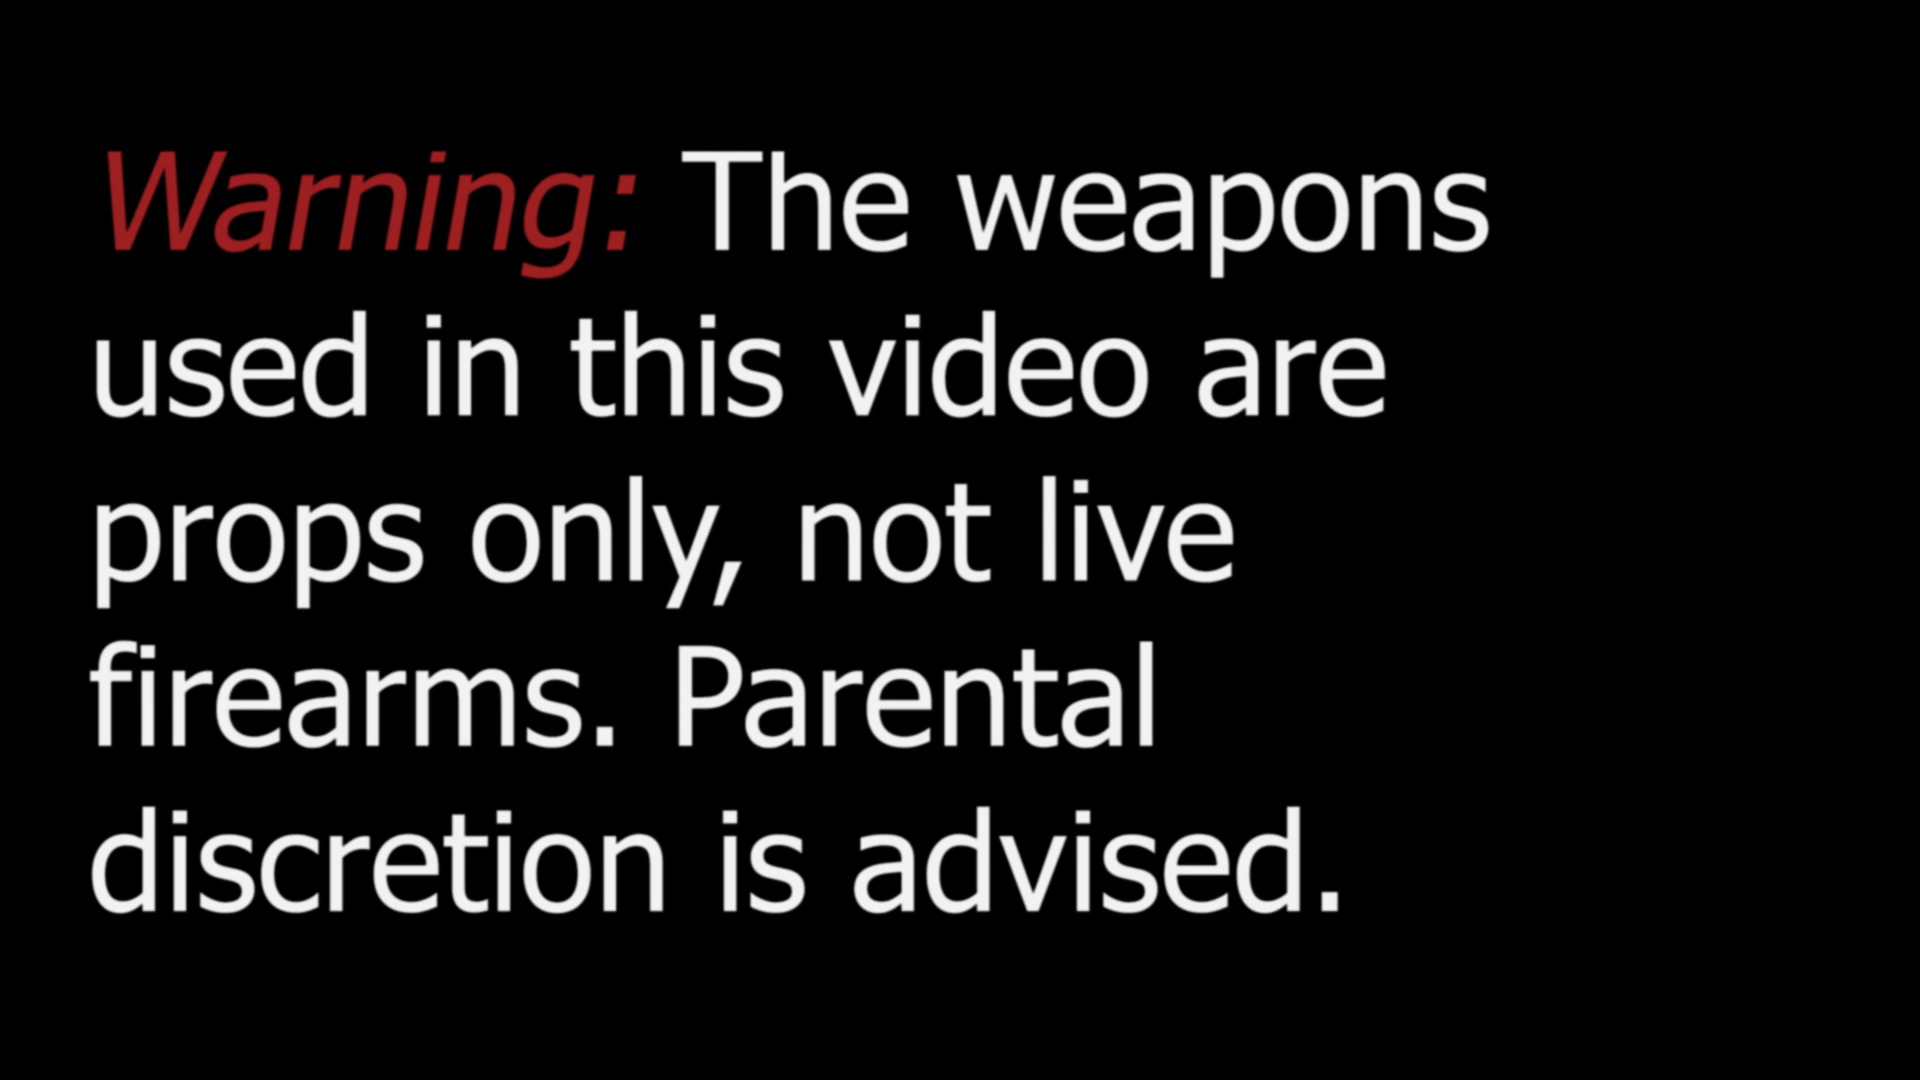 Warning: The weapons
used in this video are
props only, not live
firearms. Parental
discretion is advised.